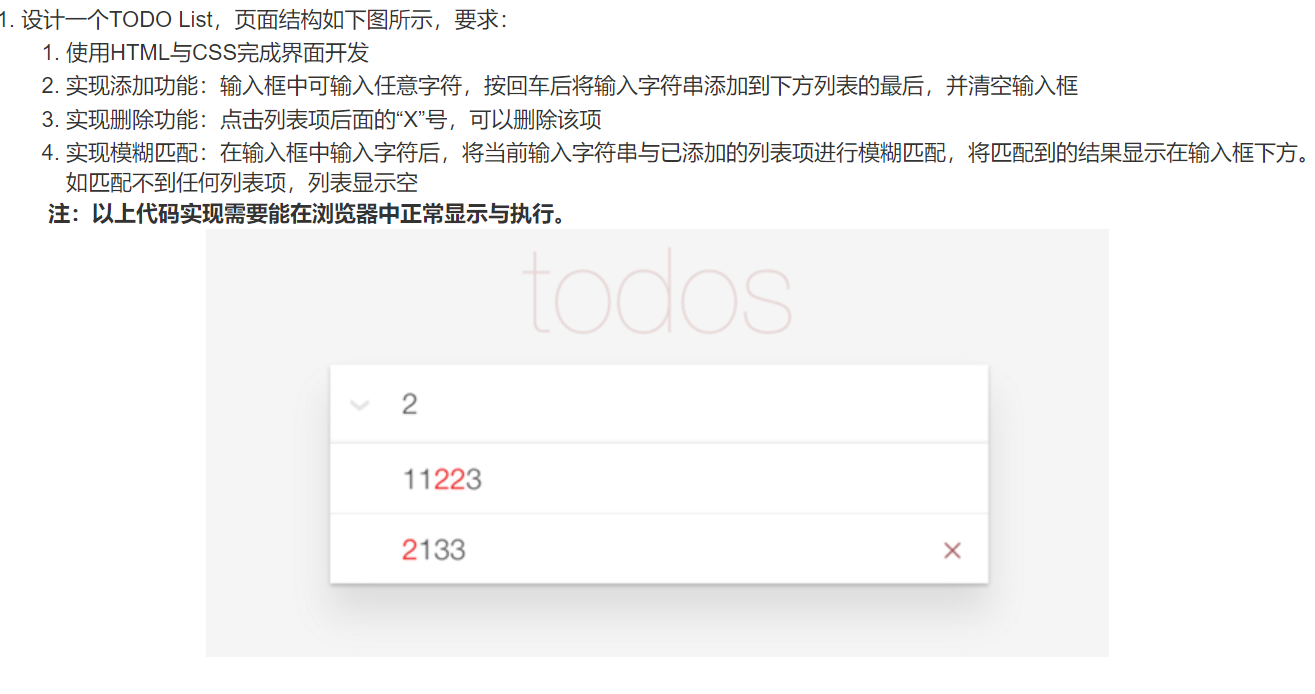 1. 设计一个TODO List，页面结构如下图所示，要求：
1. 使用HTML与CSS完成界面开发
2. 实现添加功能：输入框中可输入任意字符，按回车后将输入字符串添加到下方列表的最后，并清空输入框
3. 实现删除功能：点击列表项后面的“X”号，可以删除该项
4. 实现模糊匹配：在输入框中输入字符后，将当前输入字符串与已添加的列表项进行模糊匹配，将匹配到的结果显示在输入框下方。
如匹配不到任何列表项，列表显示空
注：以上代码实现需要能在浏览器中正常显示与执行。
todos
2
11223
2133